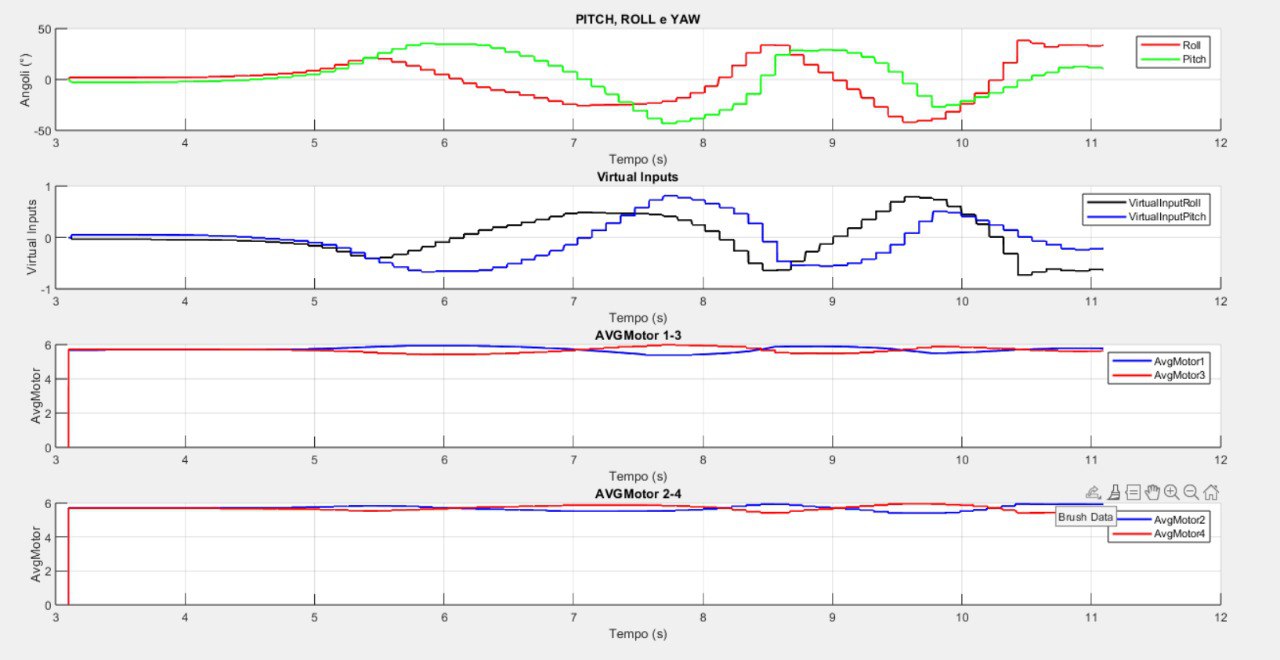 PITCH, ROLL e YAW
50
0
-50
Angoli (°)
Roll
Pitch
3 4 5 6 7 8 9 10 11 12
Tempo (s)
Virtual Inputs
1
0
-1
Virtual Inputs
VirtualInputRoll
VirtualInputPitch
3 4 5 6 7 8 9 10 11 12
Tempo (s)
AVGMotor 1-3
6
4
2
0
AvgMotor
AvgMotor1
AvgMotor3
3 4 5 6 7 8 9 10 11 12
Tempo (s)
AVGMotor 2-4
6
4
2
0
AvgMotor
Brush Data
AvgMotor2
AvgMotor4
3 4 5 6 7 8 9 10 11 12
Tempo (s)